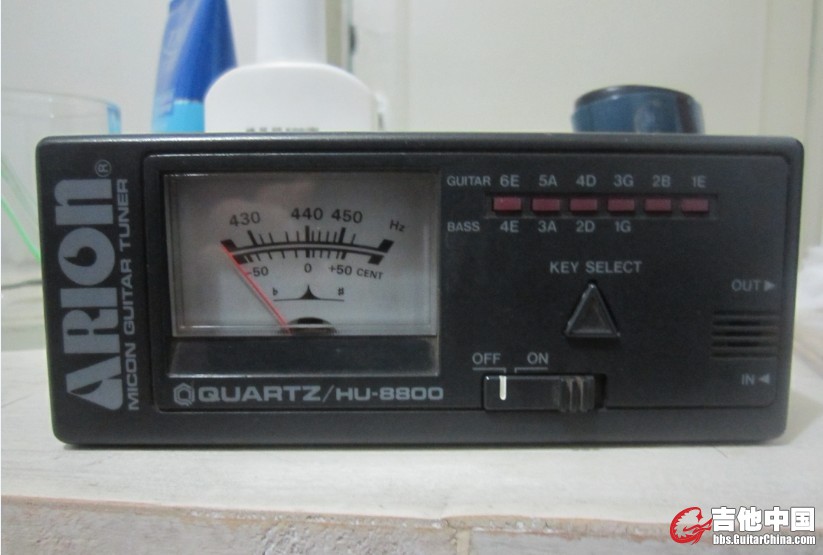 ARION®
MICON GUITAR TUNER
430 440 450 Hz
-50 0 +50 CENT
♭ #
QUARTZ/HU-8800
GUITAR 6E 5A 4D 3G 2B 1E
BASS 4E 3A 2D 1G
KEY SELECT
OFF ON
OUT ▶
IN ◀
吉他中国
bbs.GuitarChina.com